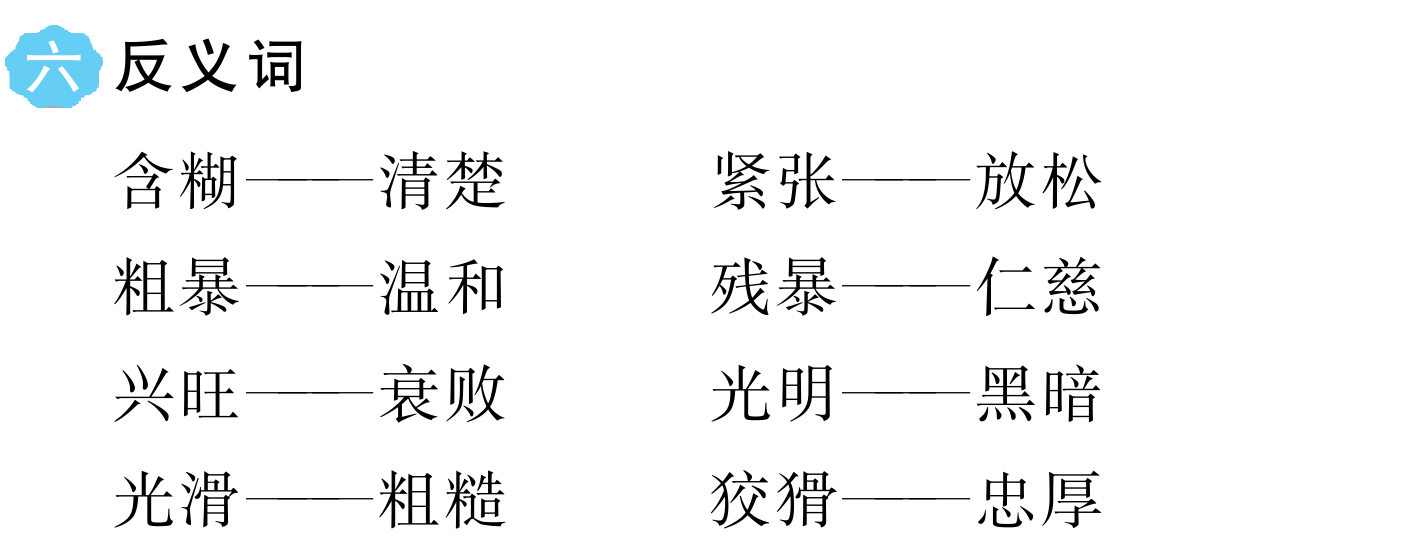 六 反义词
含糊——清楚 紧张——放松
粗暴——温和 残暴——仁慈
兴旺——衰败 光明——黑暗
光滑——粗糙 狡猾——忠厚